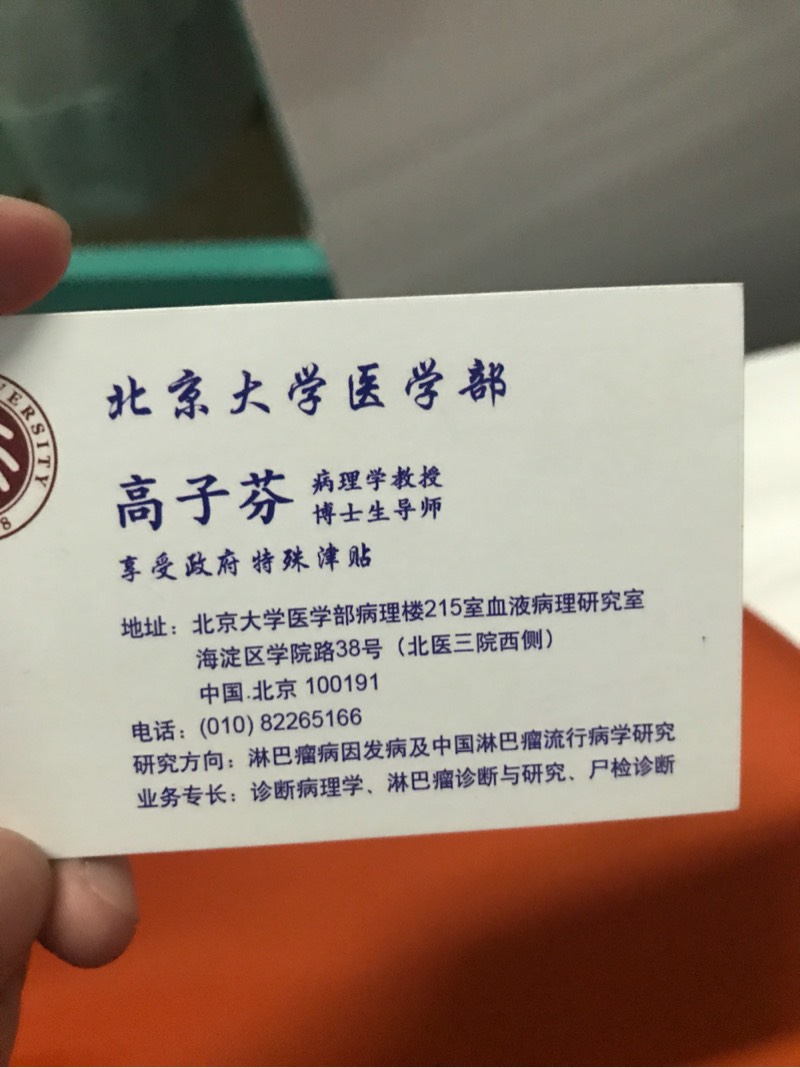 北京大学医学部
高子芬 病理学教授
博士生导师
享受政府特殊津贴
地址：北京大学医学部病理楼215室血液病理研究室
海淀区学院路38号（北医三院西侧）
中国.北京 100191
电话：(010) 82265166
研究方向：淋巴瘤病因发病及中国淋巴瘤流行病学研究
业务专长：诊断病理学、淋巴瘤诊断与研究、尸检诊断
ERSITY
8